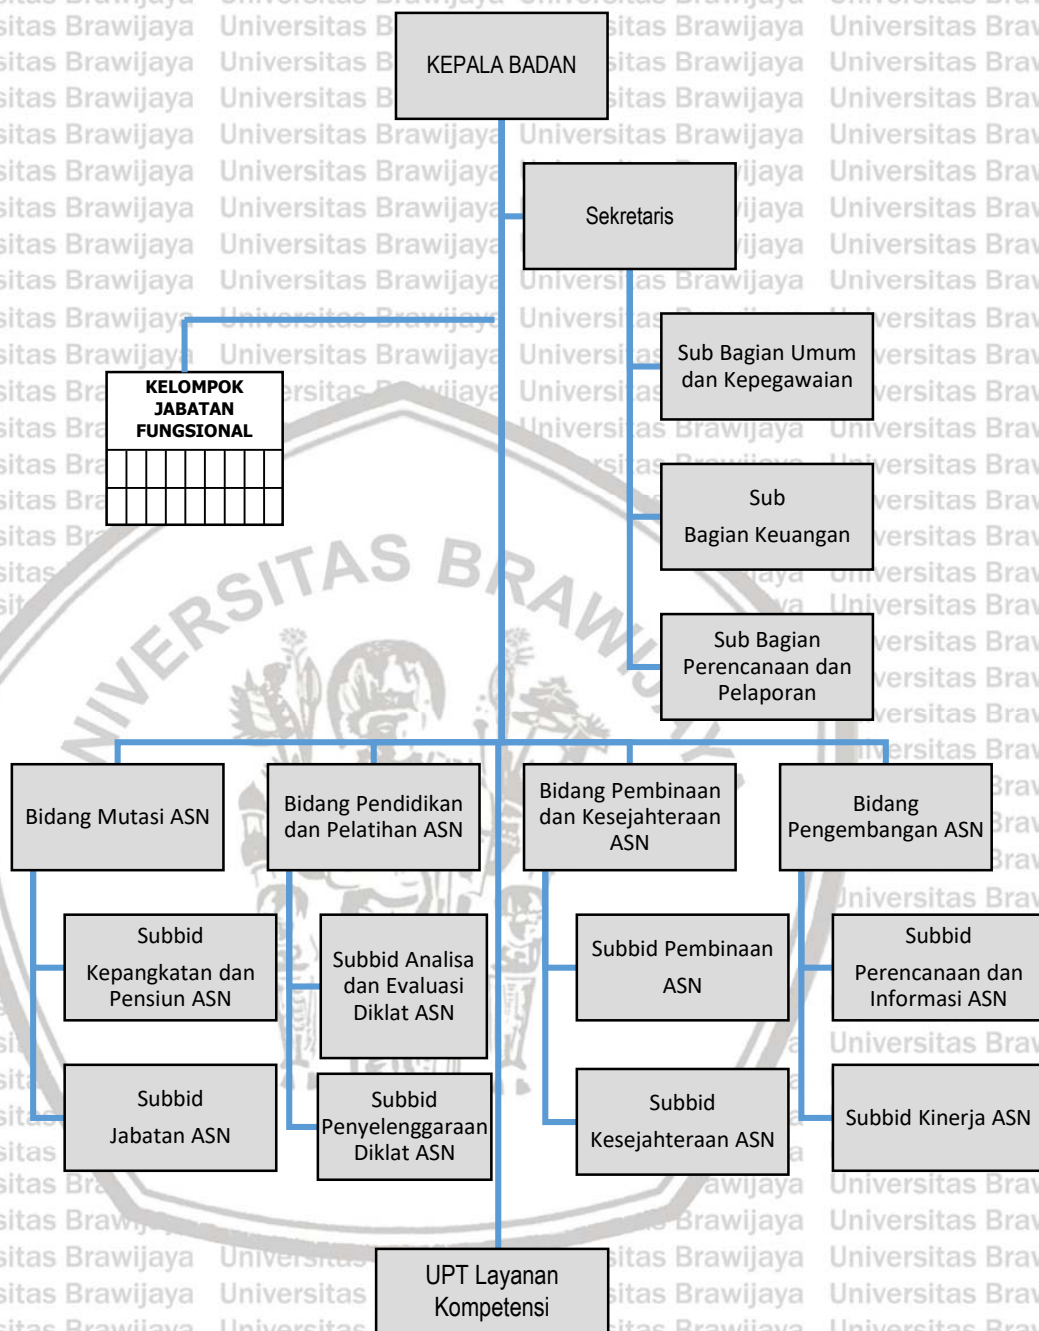 KEPALA BADAN
Sekretaris
Sub Bagian Umum
dan Kepegawaian
KELOMPOK
JABATAN
FUNGSIONAL
Sub
Bagian Keuangan
Sub Bagian
Perencanaan dan
Pelaporan
Bidang Mutasi ASN
Bidang Pendidikan
dan Pelatihan ASN
Bidang Pembinaan
dan Kesejahteraan
ASN
Bidang
Pengembangan ASN
Subbid
Kepangkatan dan
Pensiun ASN
Subbid Analisa
dan Evaluasi
Diklat ASN
Subbid Pembinaan
ASN
Subbid
Perencanaan dan
Informasi ASN
Subbid
Jabatan ASN
Subbid
Penyelenggaraan
Diklat ASN
Subbid
Kesejahteraan ASN
Subbid Kinerja ASN
UPT Layanan
Kompetensi